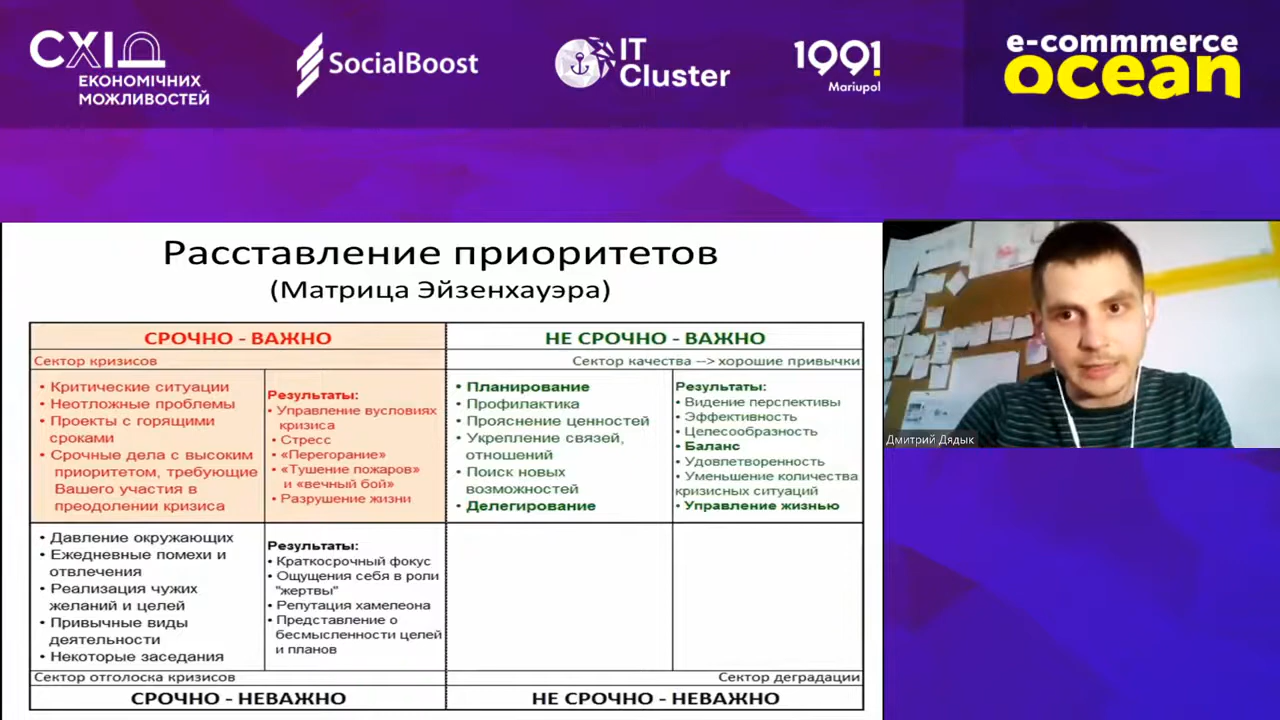 СХІД
ЕКОНОМІЧНИХ
МОЖЛИВОСТЕЙ
SocialBoost
IT
Cluster
1991
Mariupol
e-commmerce
ocean
Расставление приоритетов
(Матрица Эйзенхауэра)
СРОЧНО - ВАЖНО
Сектор кризисов
• Критические ситуации
• Неотложные проблемы
• Проекты с горящими
сроками
• Срочные дела с высоким
приоритетом, требующие
Вашего участия в
преодолении кризиса
Результаты:
• Управление вусловиях
кризиса
• Стресс
• «Перегорание»
• «Тушение пожаров»
и «вечный бой»
• Разрушение жизни
НЕ СРОЧНО - ВАЖНО
Сектор качества --> хорошие привычки
• Планирование
• Профилактика
• Прояснение ценностей
• Укрепление связей,
отношений
• Поиск новых
возможностей
• Делегирование
Результаты:
• Видение перспективы
• Эффективность
• Целесообразность
• Баланс
• Удовлетворенность
• Уменьшение количества
кризисных ситуаций
• Управление жизнью
• Давление окружающих
• Ежедневные помехи и
отвлечения
• Реализация чужих
желаний и целей
• Привычные виды
деятельности
• Некоторые заседания
Результаты:
• Краткосрочный фокус
• Ощущения себя в роли
"жертвы"
• Репутация хамелеона
• Представление о
бесмысленности целей
и планов
Сектор отголоска кризисов
СРОЧНО - НЕВАЖНО
Сектор деградации
НЕ СРОЧНО - НЕВАЖНО
Дмитрий Дядык